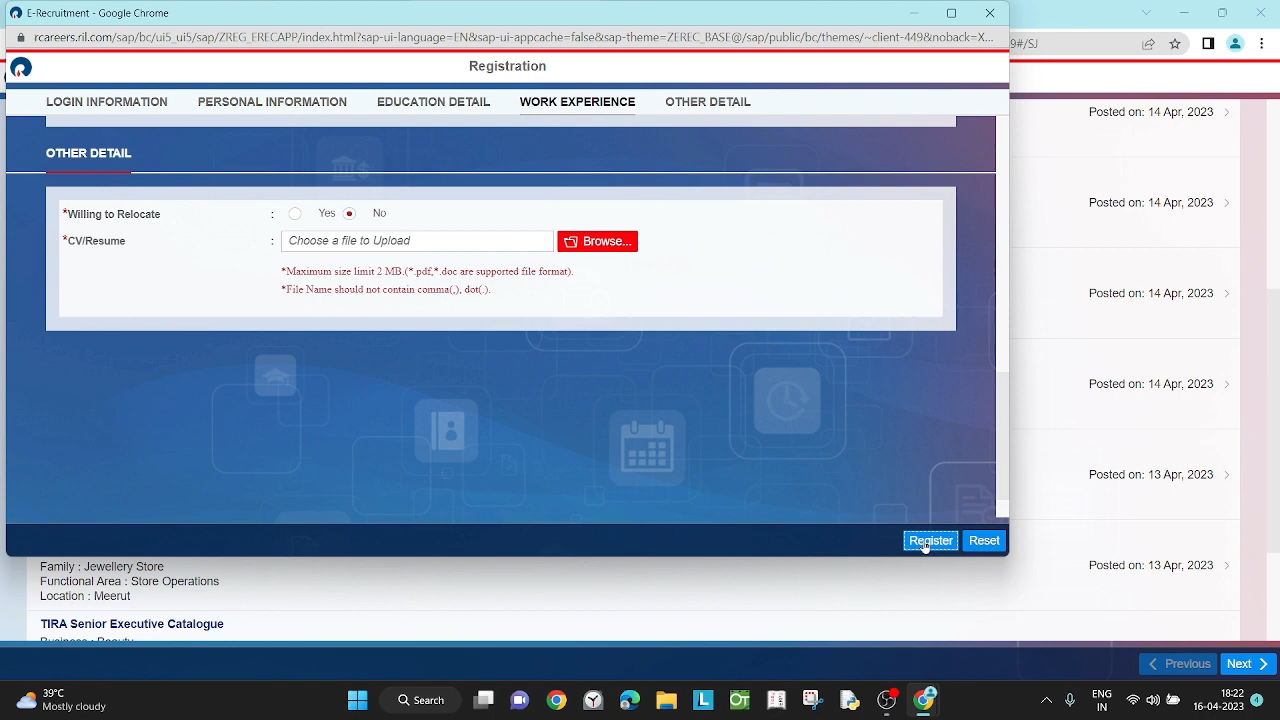 E-Recruitment - Google Chrome
rcareers.ril.com/sap/bc/ui5_ui5/sap/ZREG_ERECAPP/index.html?sap-ui-language=EN&sap-ui-appcache=false&sap-theme=ZEREC_BASE@/sap/public/bc/themes/~client-449&noback=X...
9#/SJ
Registration
LOGIN INFORMATION PERSONAL INFORMATION EDUCATION DETAIL WORK EXPERIENCE OTHER DETAIL
Posted on: 14 Apr, 2023
OTHER DETAIL
Posted on: 14 Apr, 2023
*Willing to Relocate : Yes No
*CV/Resume : Choose a file to Upload Browse...
*Maximum size limit 2 MB.(*.pdf,*.doc are supported file format).
*File Name should not contain comma(,), dot(.).
Posted on: 14 Apr, 2023
Posted on: 14 Apr, 2023
Posted on: 13 Apr, 2023
Register Reset
Family : Jewellery Store
Posted on: 13 Apr, 2023
Functional Area : Store Operations
Location : Meerut
TIRA Senior Executive Catalogue
Business : Beauty
Previous Next
39°C
Mostly cloudy
Search
L
OT
ENG
IN
18:22
16-04-2023
4